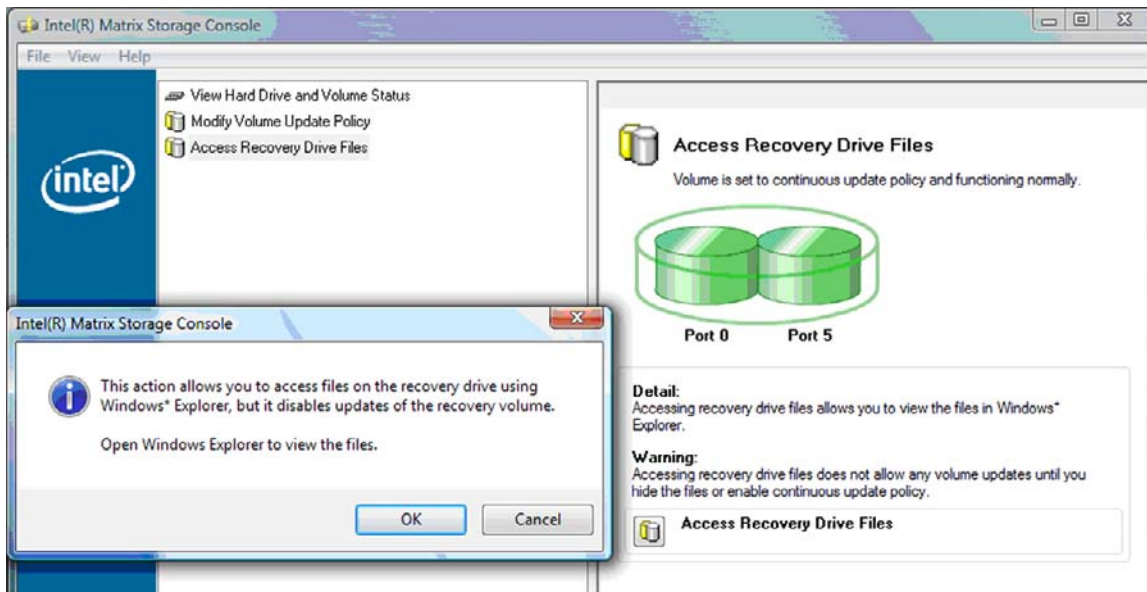 Intel(R) Matrix Storage Console
File View Help
intel
View Hard Drive and Volume Status
Modify Volume Update Policy
Access Recovery Drive Files
Access Recovery Drive Files
Volume is set to continuous update policy and functioning normally.
Port 0 Port 5
Detail:
Accessing recovery drive files allows you to view the files in Windows*
Explorer.
Warning:
Accessing recovery drive files does not allow any volume updates until you
hide the files or enable continuous update policy.
Access Recovery Drive Files
Intel(R) Matrix Storage Console
This action allows you to access files on the recovery drive using
Windows* Explorer, but it disables updates of the recovery volume.
Open Windows Explorer to view the files.
OK Cancel